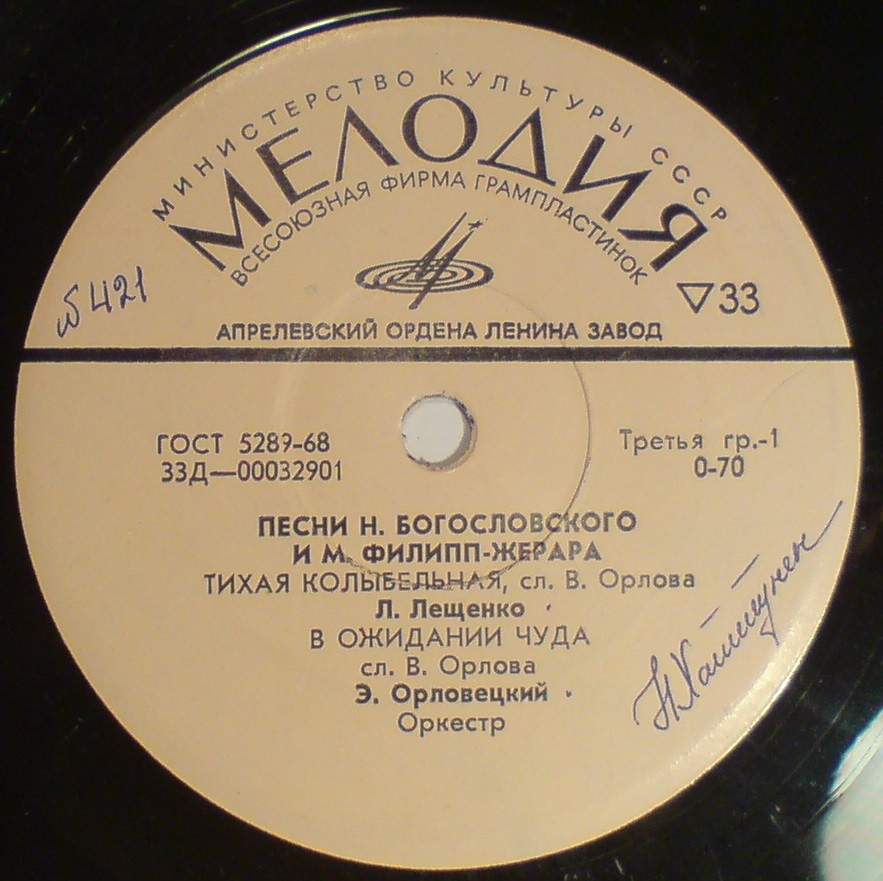 МИНИСТЕРСТВО КУЛЬТУРЫ СССР
МЕЛОДИЯ
ВСЕСОЮЗНАЯ ФИРМА ГРАМПЛАСТИНОК
421
33
АПРЕЛЕВСКИЙ ОРДЕНА ЛЕНИНА ЗАВОД
ГОСТ 5289-68
33Д—00032901
Третья гр.-1
0-70
ПЕСНИ Н. БОГОСЛОВСКОГО
И М. ФИЛИПП-ЖЕРАРА
ТИХАЯ КОЛЫБЕЛЬНАЯ, сл. В. Орлова
Л. Лещенко
В ОЖИДАНИИ ЧУДА
сл. В. Орлова
Э. Орловецкий
Оркестр